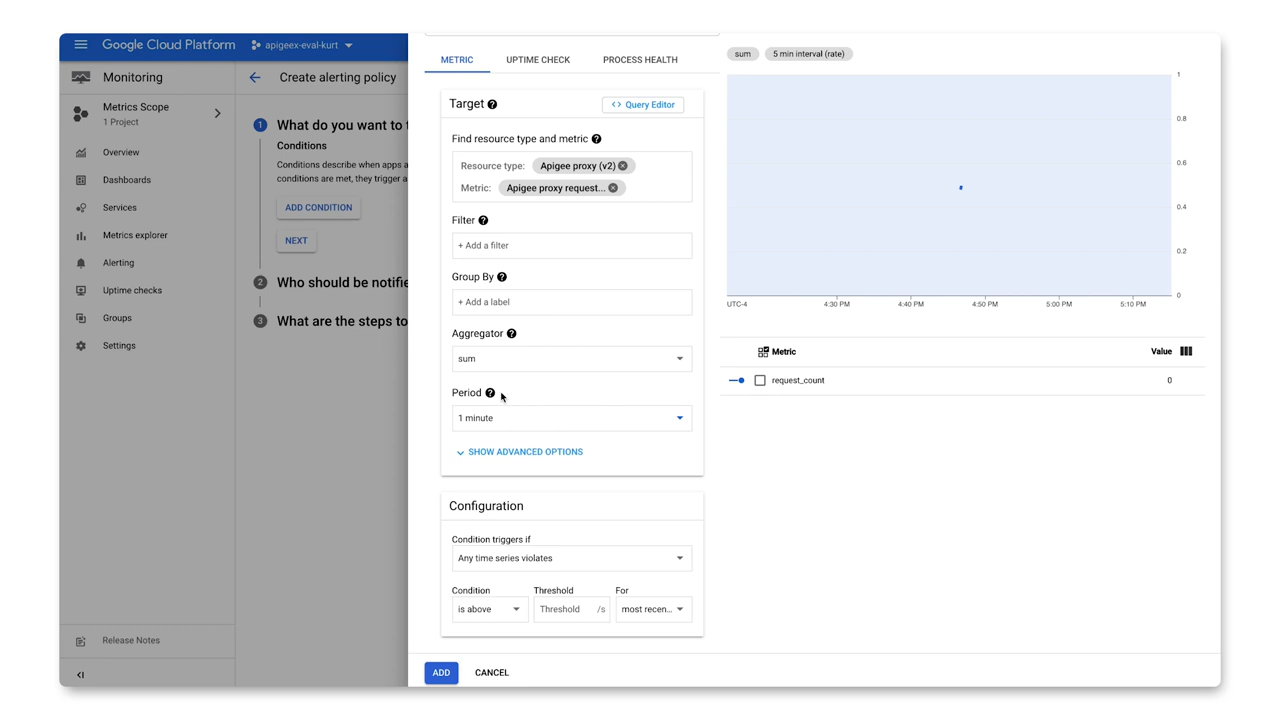 Google Cloud Platform
apigeex-eval-kurt
Monitoring
Metrics Scope
1 Project
Overview
Dashboards
Services
Metrics explorer
Alerting
Uptime checks
Groups
Settings
Release Notes
Create alerting policy
1
What do you want to t
Conditions
Conditions describe when apps a
conditions are met, they trigger a
ADD CONDITION
NEXT
2 Who should be notifie
3 What are the steps to
METRIC UPTIME CHECK PROCESS HEALTH
Target
<> Query Editor
Find resource type and metric
Resource type: Apigee proxy (v2)
Metric: Apigee proxy request...
Filter
+ Add a filter
Group By
+ Add a label
Aggregator
sum
Period
1 minute
SHOW ADVANCED OPTIONS
Configuration
Condition triggers if
Any time series violates
Condition Threshold For
is above Threshold /s most recen...
ADD CANCEL
sum 5 min interval (rate)
1
0.8
0.6
0.4
0.2
0
UTC-4 4:30 PM 4:40 PM 4:50 PM 5:00 PM 5:10 PM
Metric Value
request_count 0